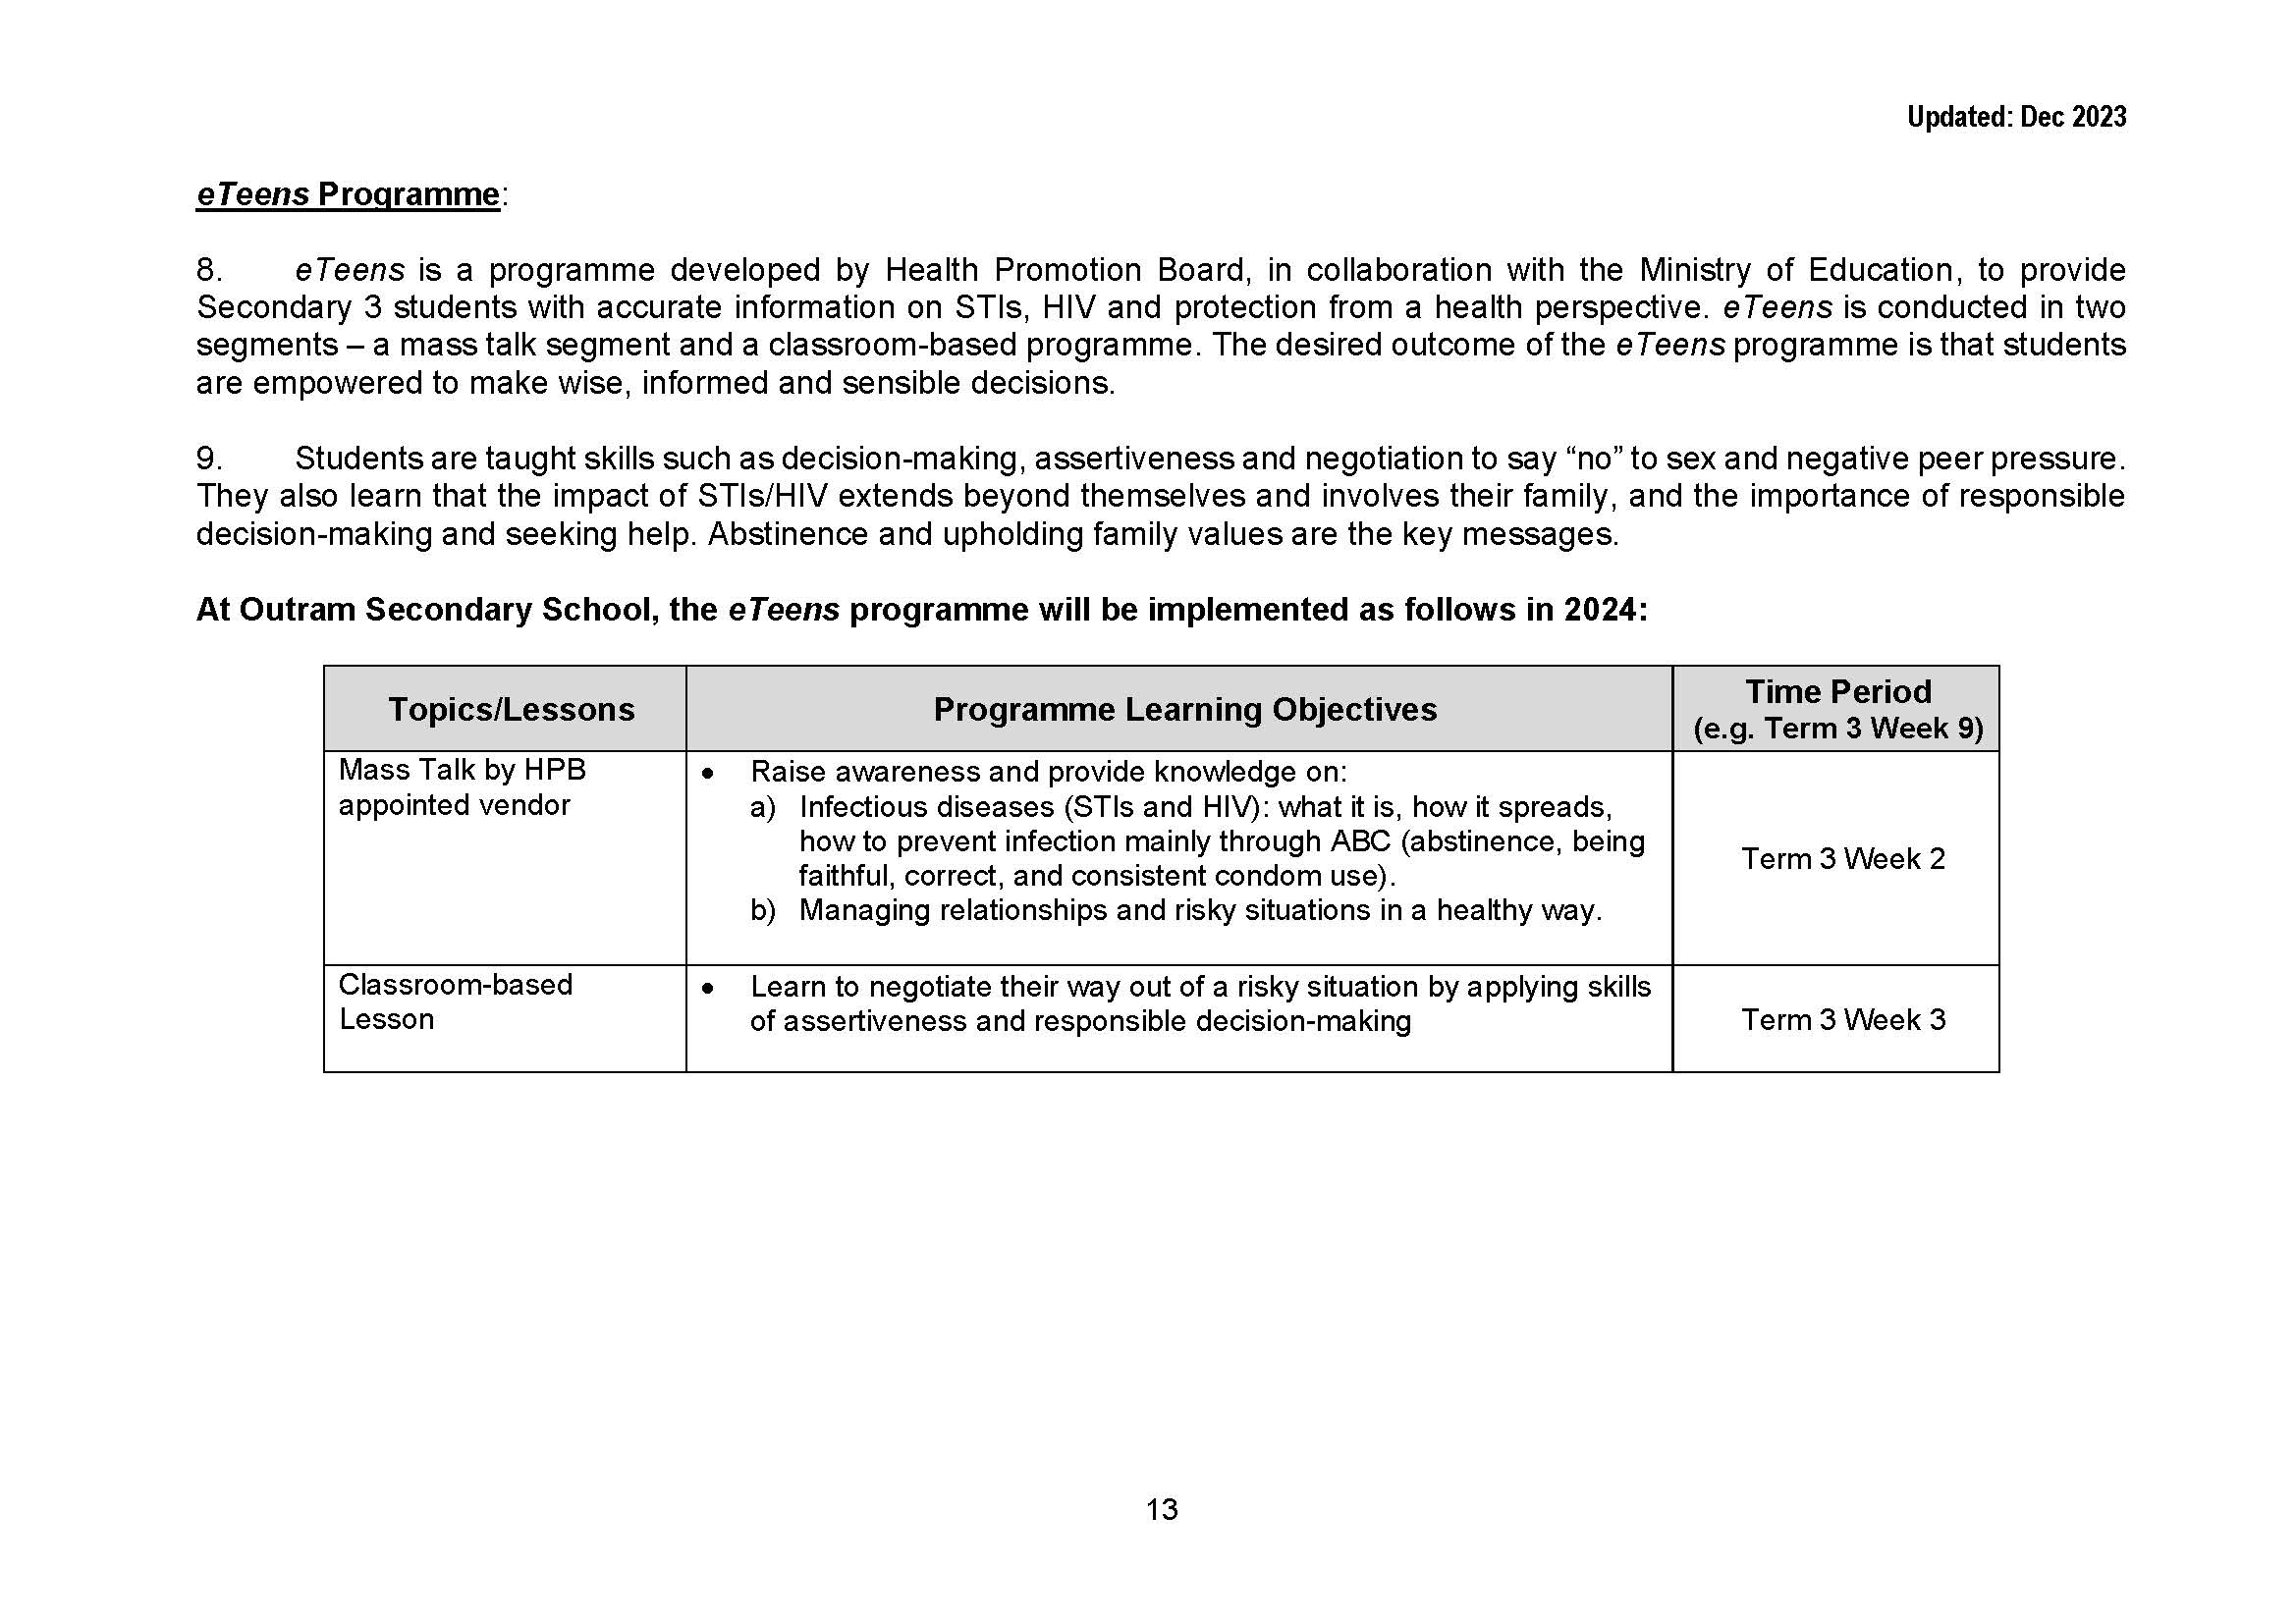 Updated: Dec 2023
eTeens Programme:
8. eTeens is a programme developed by Health Promotion Board, in collaboration with the Ministry of Education, to provide
Secondary 3 students with accurate information on STIs, HIV and protection from a health perspective. eTeens is conducted in two
segments – a mass talk segment and a classroom-based programme. The desired outcome of the eTeens programme is that students
are empowered to make wise, informed and sensible decisions.
9. Students are taught skills such as decision-making, assertiveness and negotiation to say “no” to sex and negative peer pressure.
They also learn that the impact of STIs/HIV extends beyond themselves and involves their family, and the importance of responsible
decision-making and seeking help. Abstinence and upholding family values are the key messages.
At Outram Secondary School, the eTeens programme will be implemented as follows in 2024:
Topics/Lessons
Programme Learning Objectives
Time Period
(e.g. Term 3 Week 9)
Mass Talk by HPB
appointed vendor
• Raise awareness and provide knowledge on:
a) Infectious diseases (STIs and HIV): what it is, how it spreads,
how to prevent infection mainly through ABC (abstinence, being
faithful, correct, and consistent condom use).
b) Managing relationships and risky situations in a healthy way.
Term 3 Week 2
Classroom-based
Lesson
• Learn to negotiate their way out of a risky situation by applying skills
of assertiveness and responsible decision-making
Term 3 Week 3
13